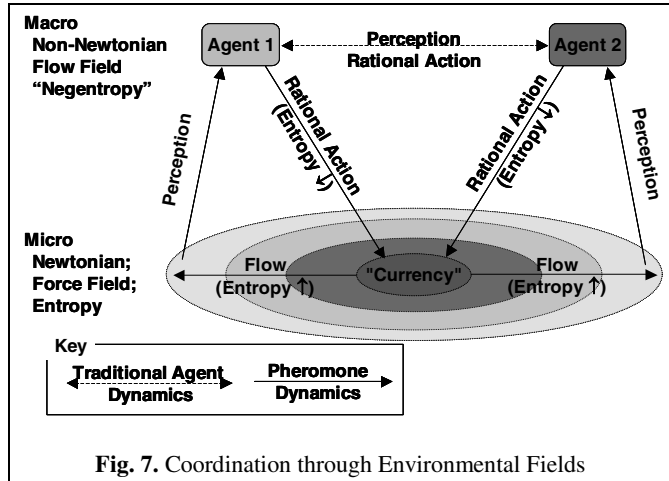 Macro
Non-Newtonian
Flow Field
“Negentropy”
Agent 1
Perception
Rational Action
Agent 2
Perception
Rational Action
(Entropy ↓)
Rational Action
(Entropy ↓)
Perception
Micro
Newtonian;
Force Field;
Entropy
Flow
(Entropy ↑)
"Currency"
Flow
(Entropy ↑)
Key
Traditional Agent
Dynamics
Pheromone
Dynamics
Fig. 7. Coordination through Environmental Fields